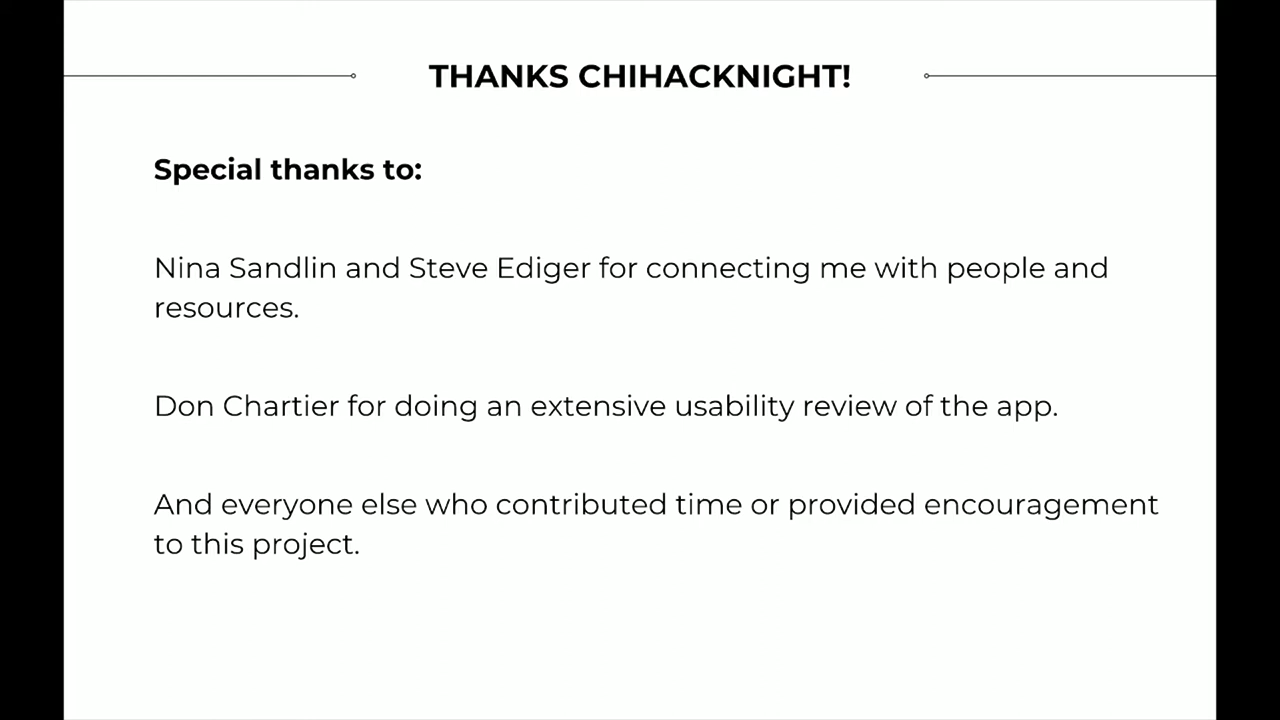 THANKS CHIHACKNIGHT!
Special thanks to:
Nina Sandlin and Steve Ediger for connecting me with people and
resources.
Don Chartier for doing an extensive usability review of the app.
And everyone else who contributed time or provided encouragement
to this project.